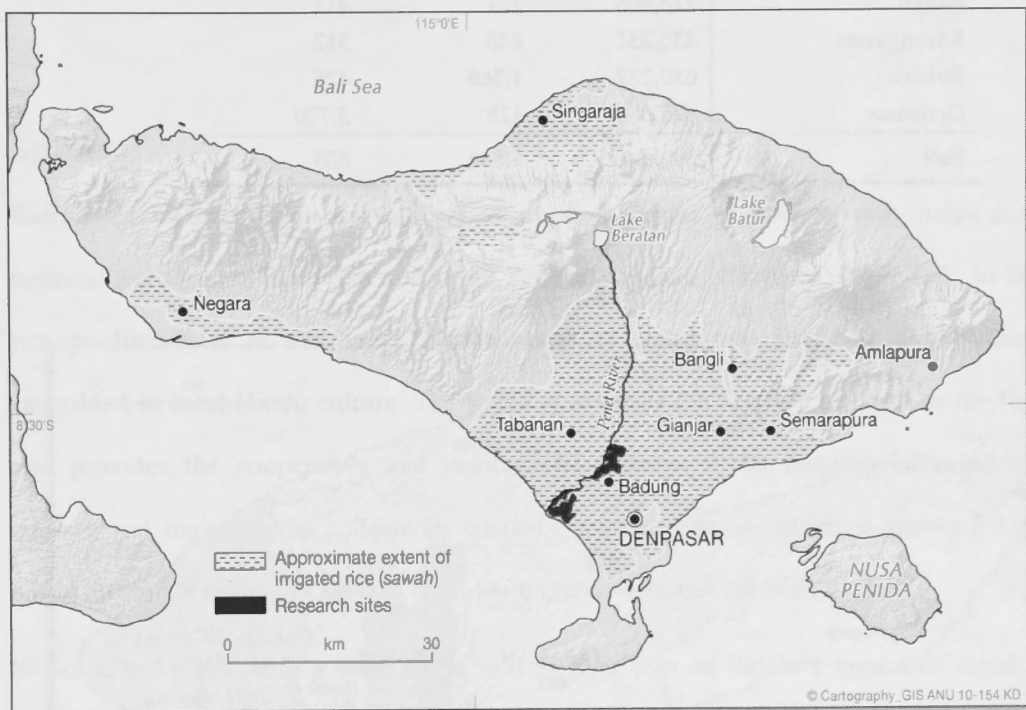 115°0'E
Bali Sea
Singaraja
Lake
Beratan
Lake
Batur
Negara
Penet River
Bangli
Amlapura
8°30'S
Tabanan
Gianjar
Semarapura
Badung
DENPASAR
Approximate extent of
irrigated rice (sawah)
Research sites
0 km 30
NUSA
PENIDA
© Cartography_GIS ANU 10-154 KD